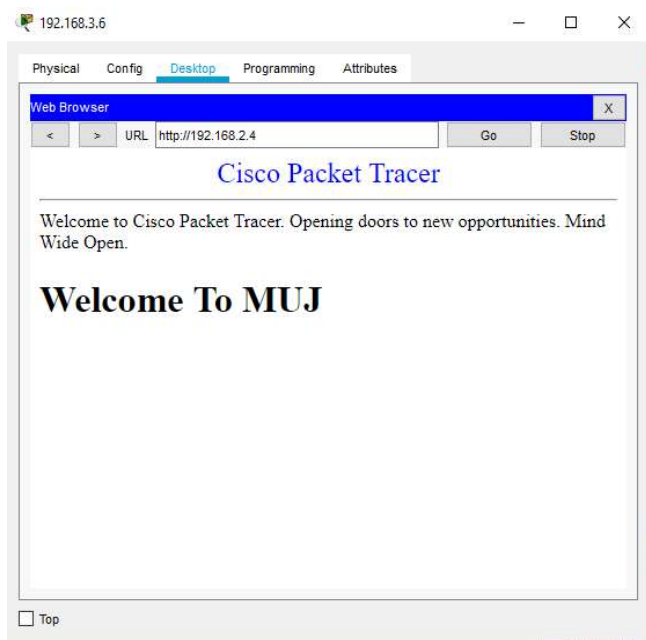 192.168.3.6
Physical Config Desktop Programming Attributes
Web Browser X
< > URL http://192.168.2.4 Go Stop
Cisco Packet Tracer
Welcome to Cisco Packet Tracer. Opening doors to new opportunities. Mind
Wide Open.
Welcome To MUJ
Top